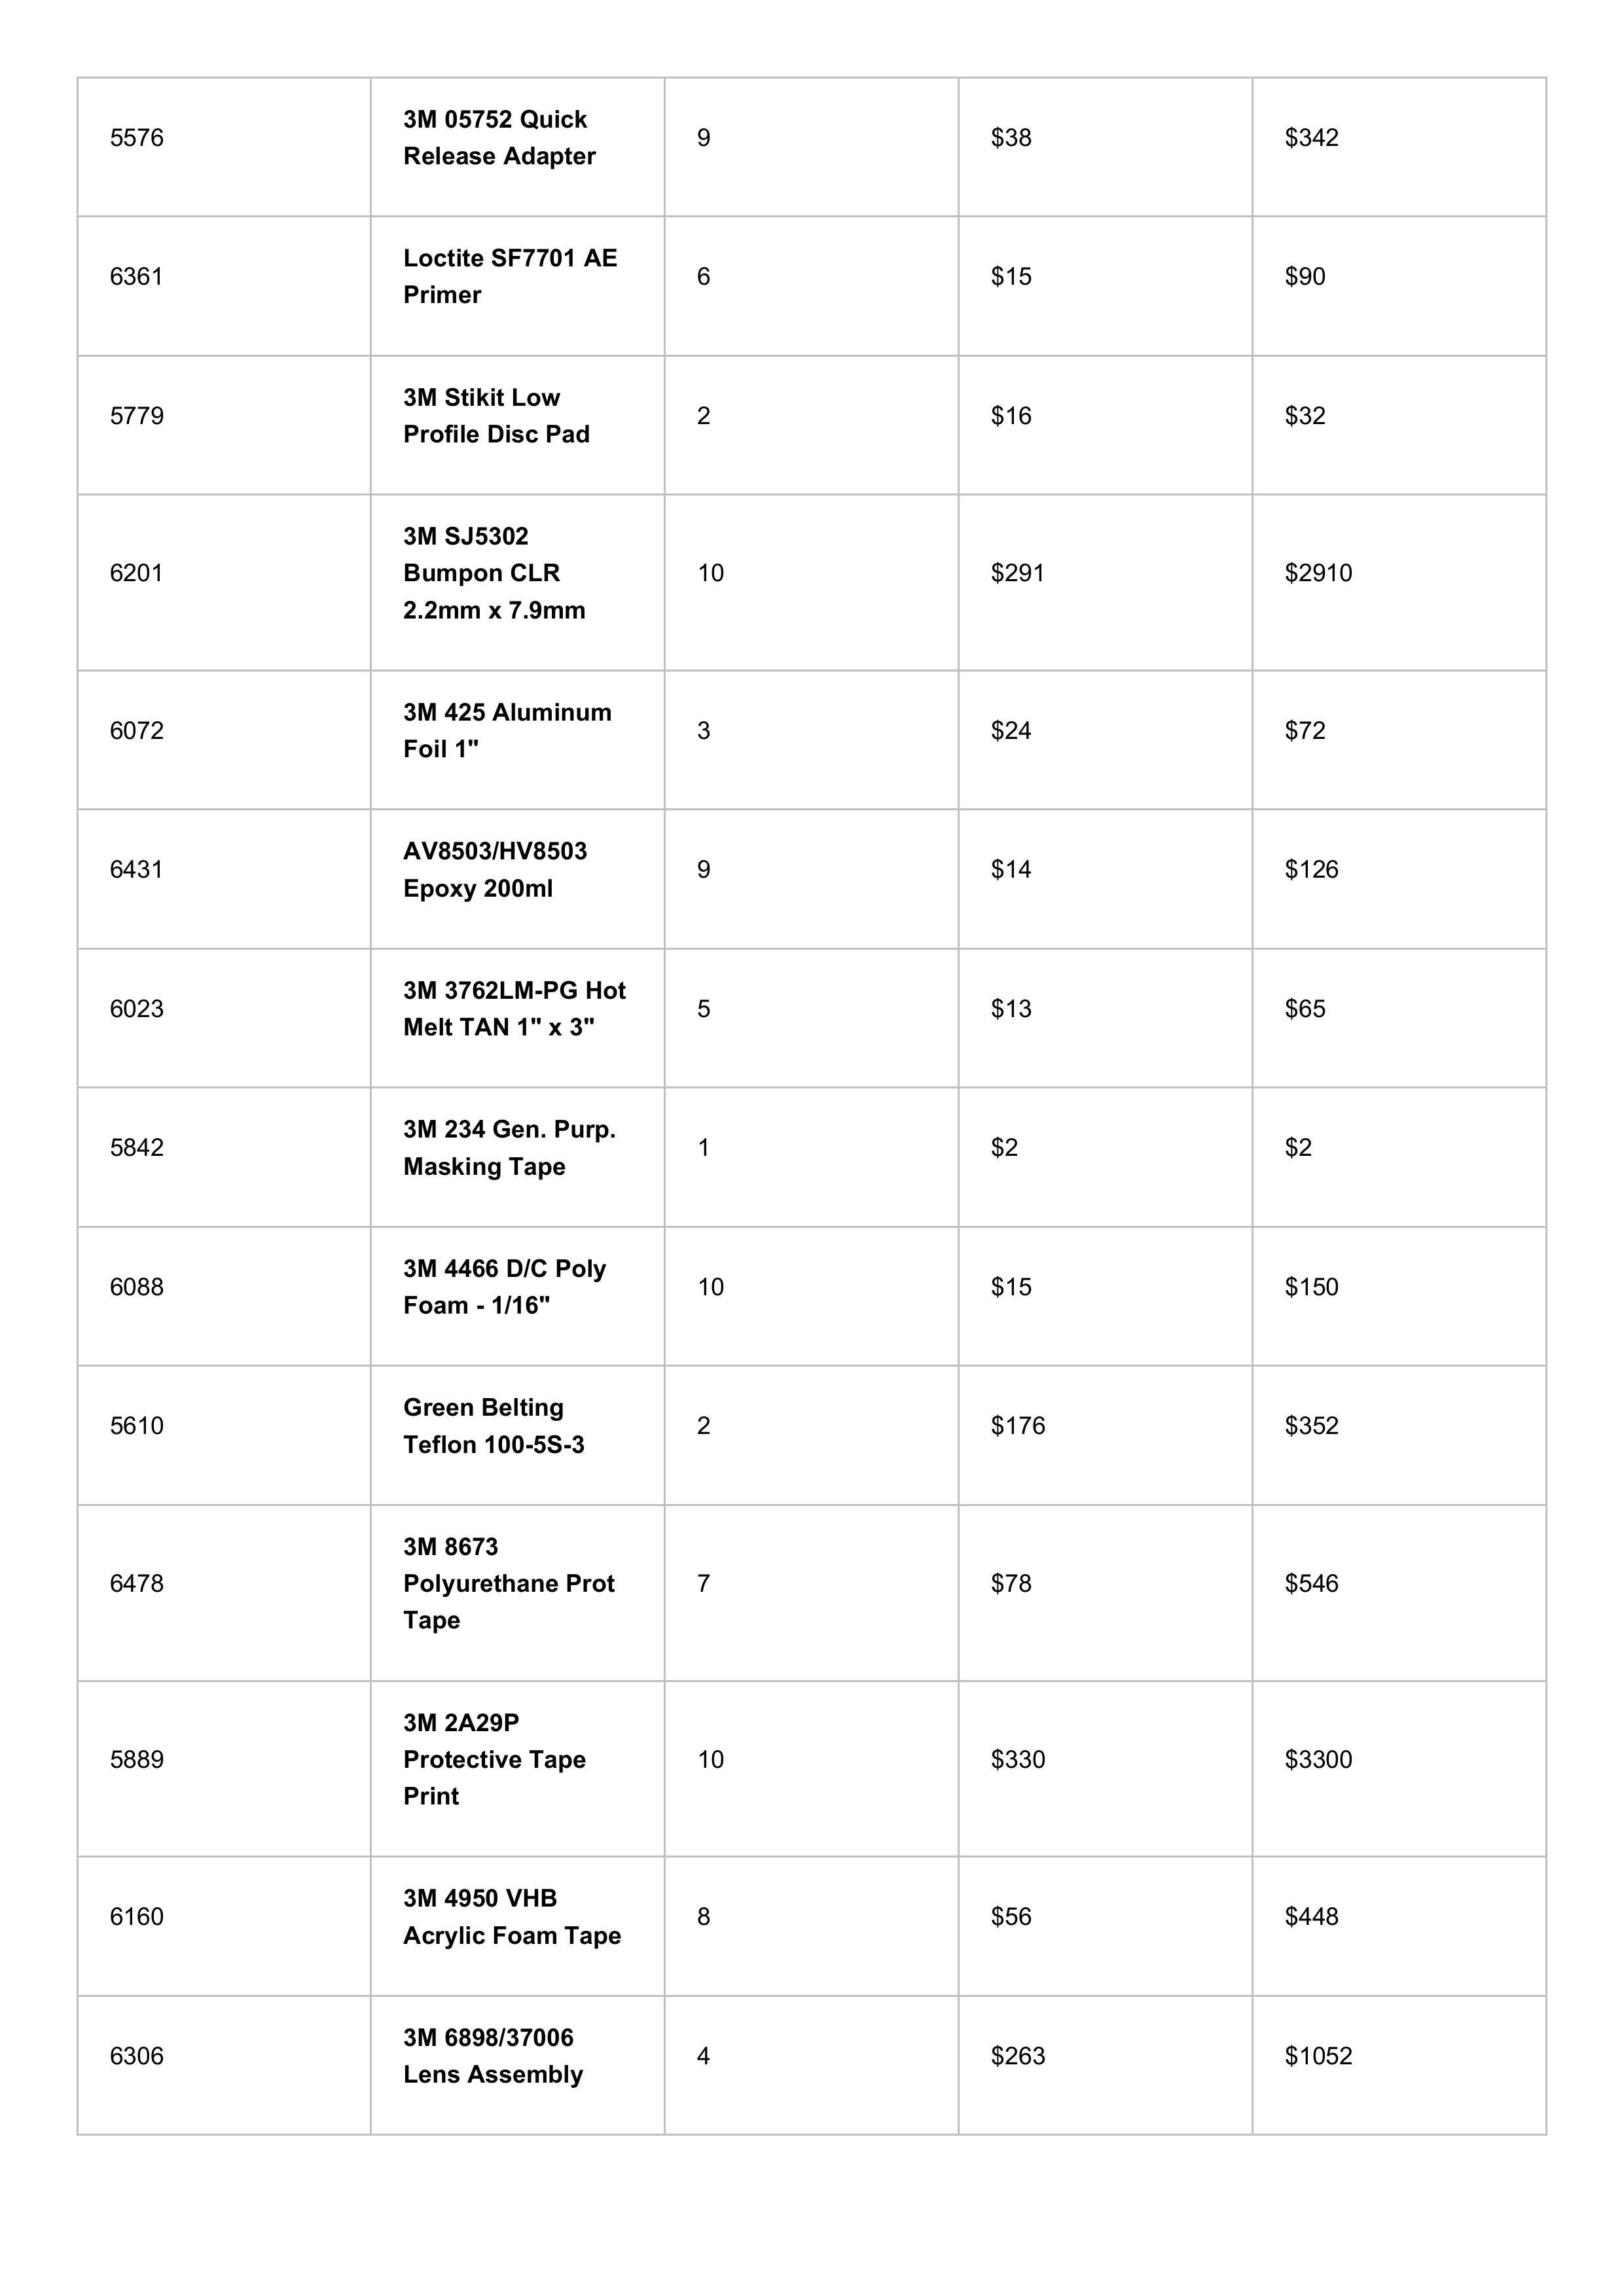 5576
3M 05752 Quick
Release Adapter
9
$38
$342
6361
Loctite SF7701 AE
Primer
6
$15
$90
5779
3M Stikit Low
Profile Disc Pad
2
$16
$32
6201
3M SJ5302
Bumpon CLR
2.2mm x 7.9mm
10
$291
$2910
6072
3M 425 Aluminum
Foil 1"
3
$24
$72
6431
AV8503/HV8503
Epoxy 200ml
9
$14
$126
6023
3M 3762LM-PG Hot
Melt TAN 1" x 3"
5
$13
$65
5842
3M 234 Gen. Purp.
Masking Tape
1
$2
$2
6088
3M 4466 D/C Poly
Foam - 1/16"
10
$15
$150
5610
Green Belting
Teflon 100-5S-3
2
$176
$352
6478
3M 8673
Polyurethane Prot
Tape
7
$78
$546
5889
3M 2A29P
Protective Tape
Print
10
$330
$3300
6160
3M 4950 VHB
Acrylic Foam Tape
8
$56
$448
6306
3M 6898/37006
Lens Assembly
4
$263
$1052